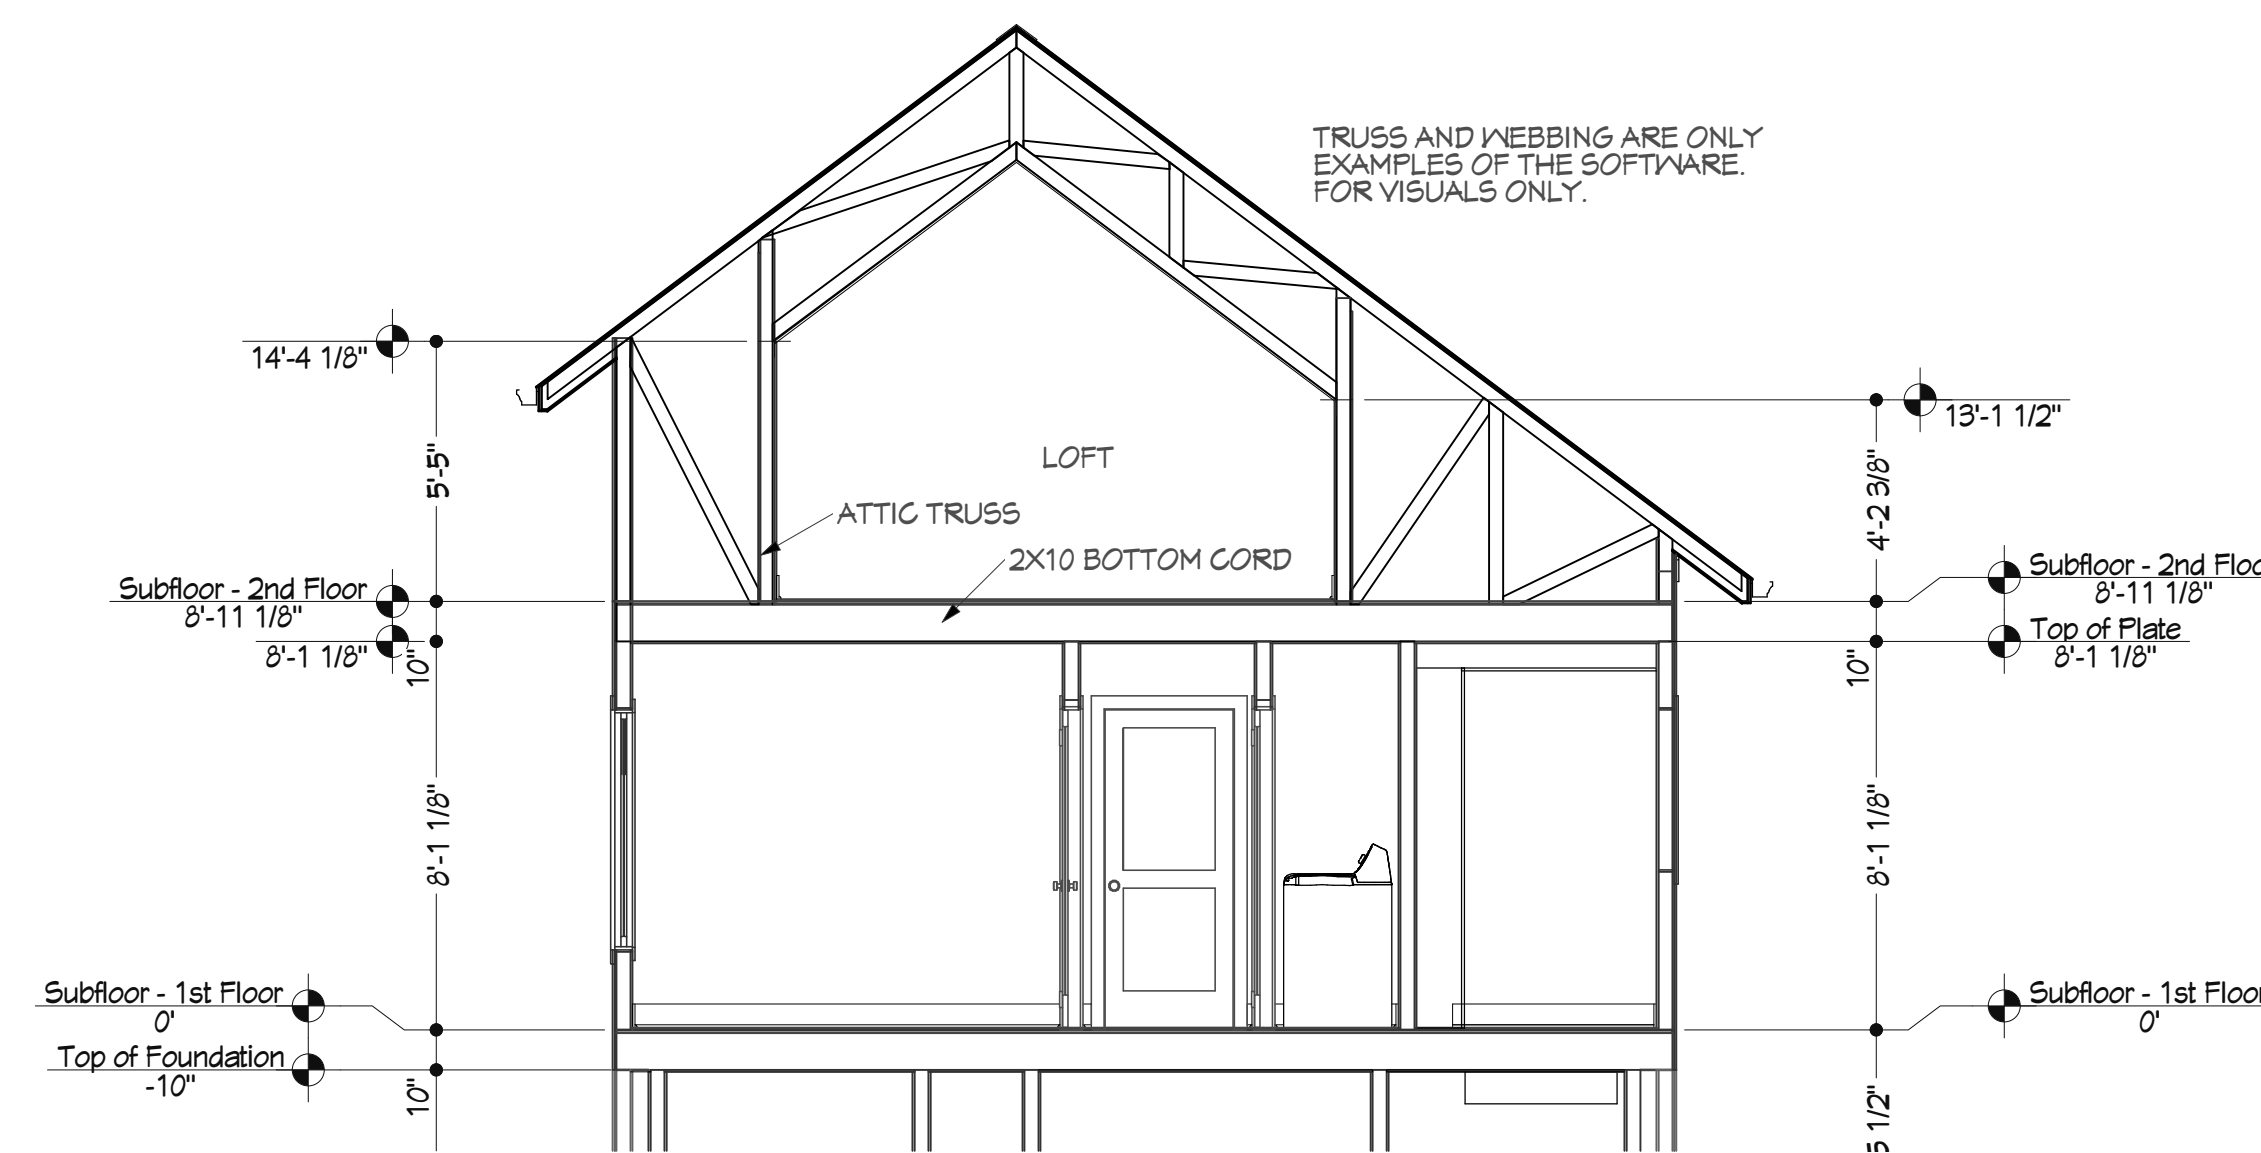 TRUSS AND WEBBING ARE ONLY
EXAMPLES OF THE SOFTWARE.
FOR VISUALS ONLY.
14'-4 1/8"
13'-1 1/2"
5'-5"
LOFT
4'-2 3/8"
ATTIC TRUSS
2X10 BOTTOM CORD
Subfloor - 2nd Floor
8'-11 1/8"
Subfloor - 2nd Floo
8'-11 1/8"
8'-1 1/8"
10"
Top of Plate
8'-1 1/8"
10"
8'-1 1/8"
8'-1 1/8"
Subfloor - 1st Floor
0'
Subfloor - 1st Floor
0'
Top of Foundation
-10"
10"
5 1/2"